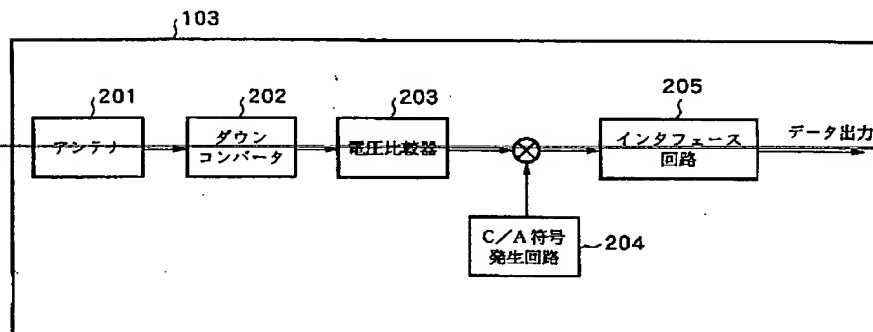 103
201
202
203
205
アンテナ
ダウン
コンバータ
電圧比較器
インタフェース
回路
データ出力
C/A符号
発生回路
204